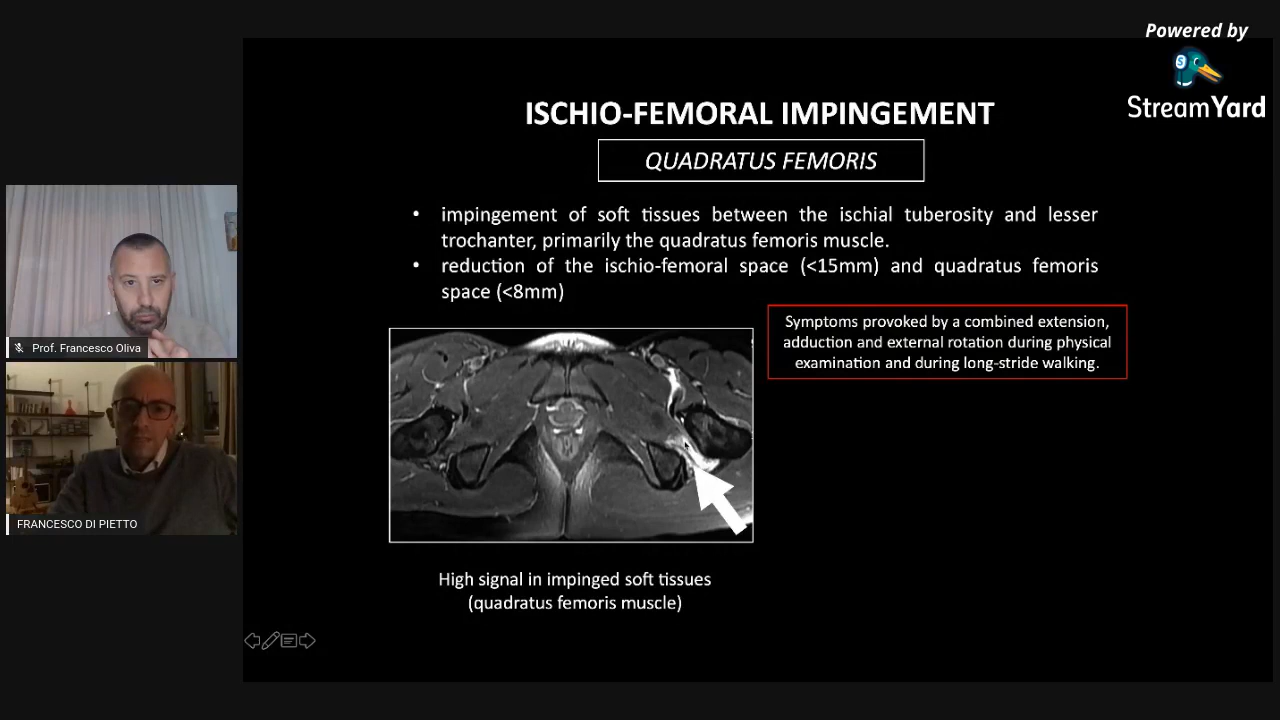 Powered by
StreamYard
ISCHIO-FEMORAL IMPINGEMENT
QUADRATUS FEMORIS
• impingement of soft tissues between the ischial tuberosity and lesser
trochanter, primarily the quadratus femoris muscle.
• reduction of the ischio-femoral space (<15mm) and quadratus femoris
space (<8mm)
Symptoms provoked by a combined extension,
adduction and external rotation during physical
examination and during long-stride walking.
Prof. Francesco Oliva
FRANCESCO DI PIETTO
High signal in impinged soft tissues
(quadratus femoris muscle)